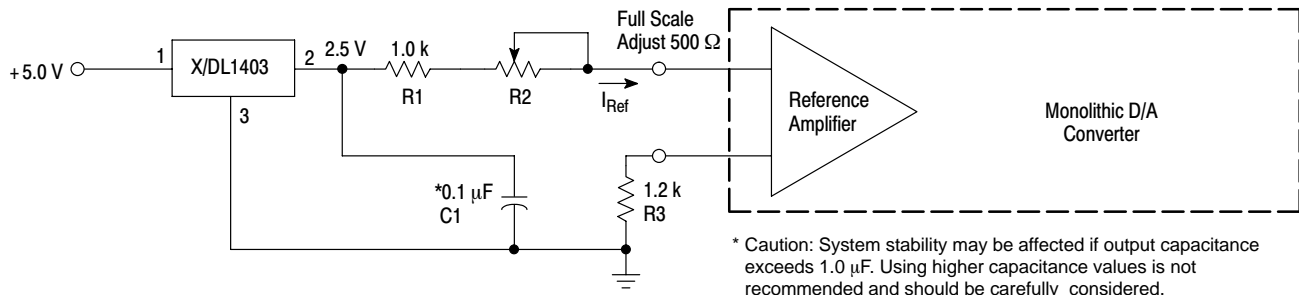 +5.0 V
1
X/DL1403
2
3
2.5 V
1.0 k
R1
R2
I Ref
Full Scale
Adjust 500 Ω
*0.1 µF
C1
1.2 k
R3
Reference
Amplifier
Monolithic D/A
Converter
* Caution: System stability may be affected if output capacitance
exceeds 1.0 µF. Using higher capacitance values is not
recommended and should be carefully considered.